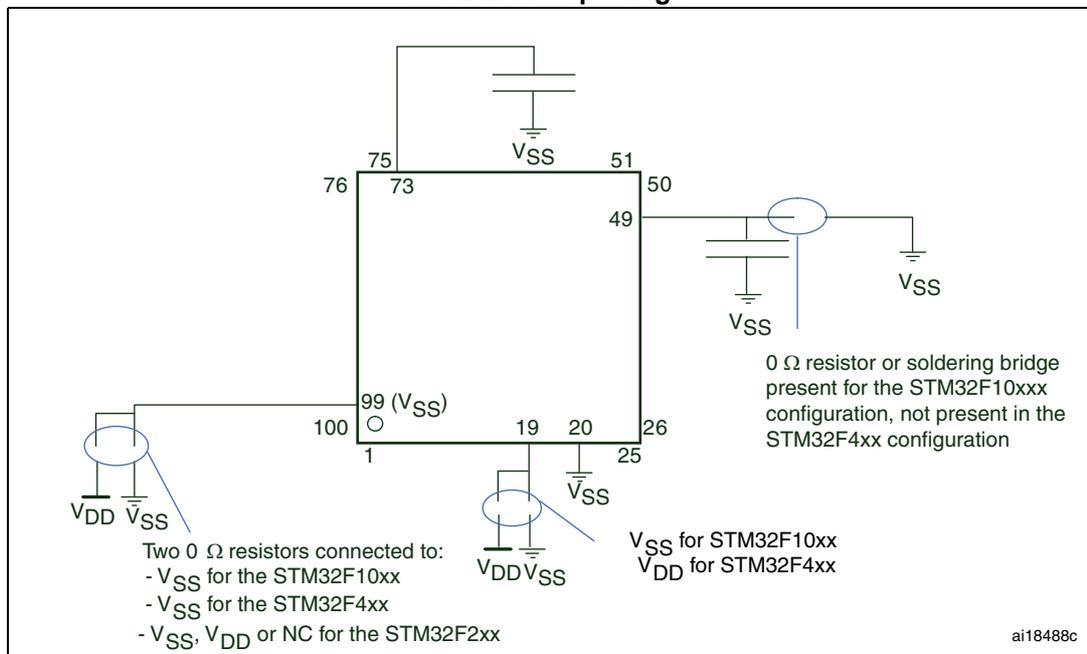 VSS
75
51
76
73
50
49
VSS
VSS
0 Ω resistor or soldering bridge
present for the STM32F10xxx
configuration, not present in the
STM32F4xx configuration
99 (VSS)
100
19
20
26
1
25
VSS
VDD
VSS
VDD
VSS
VSS for STM32F10xx
VDD for STM32F4xx
Two 0 Ω resistors connected to:
- VSS for the STM32F10xx
- VSS for the STM32F4xx
- VSS, VDD or NC for the STM32F2xx
ai18488c